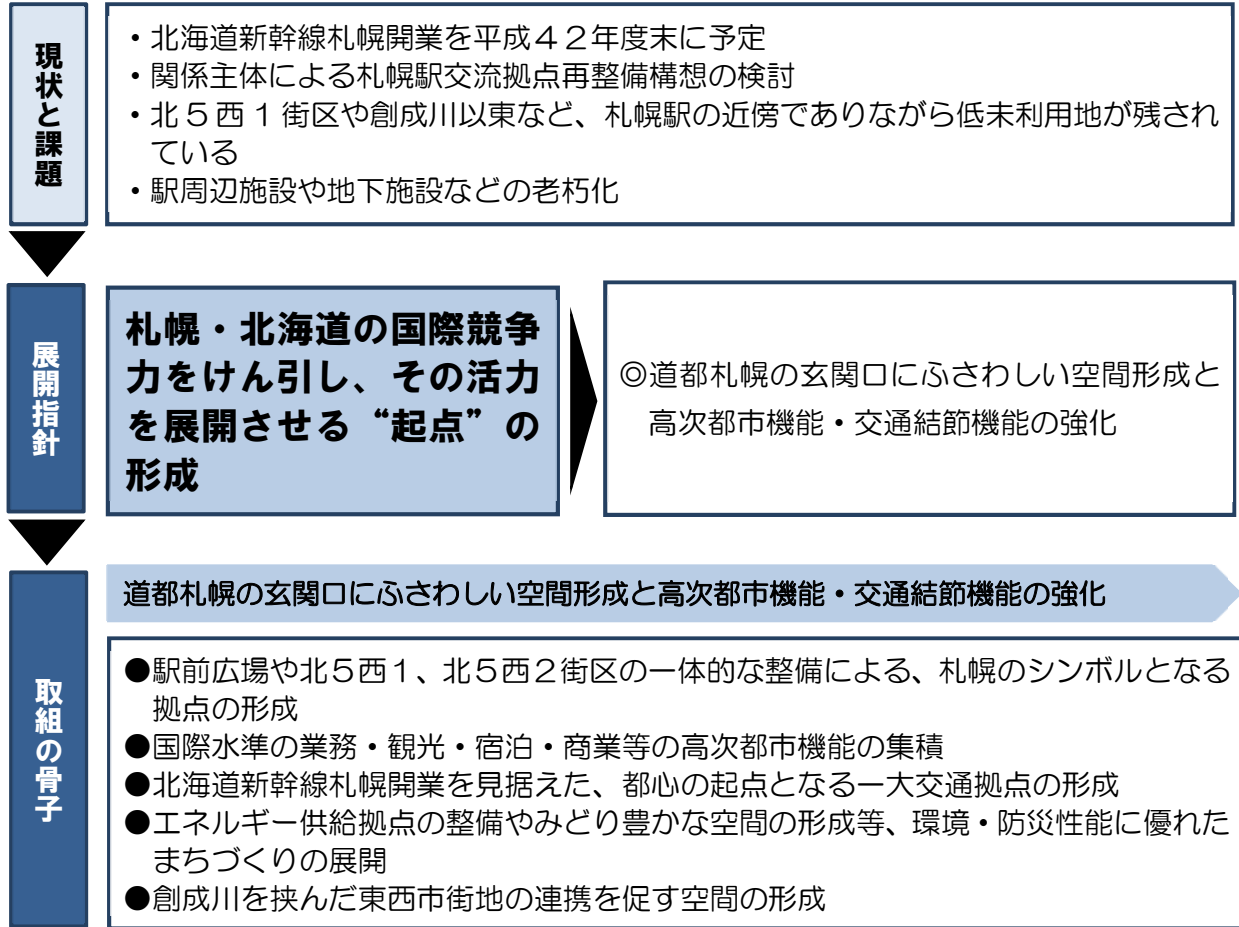 現状と課題
・北海道新幹線札幌開業を平成４２年度末に予定
・関係主体による札幌駅交流拠点再整備構想の検討
・北５西１街区や創成川以東など、札幌駅の近傍でありながら低未利用地が残され
ている
・駅周辺施設や地下施設などの老朽化
展開指針
札幌・北海道の国際競争
力をけん引し、その活力
を展開させる“起点”の
形成
◎道都札幌の玄関口にふさわしい空間形成と
高次都市機能・交通結節機能の強化
取組の骨子
道都札幌の玄関口にふさわしい空間形成と高次都市機能・交通結節機能の強化
●駅前広場や北５西１、北５西２街区の一体的な整備による、札幌のシンボルとなる
拠点の形成
●国際水準の業務・観光・宿泊・商業等の高次都市機能の集積
●北海道新幹線札幌開業を見据えた、都心の起点となる一大交通拠点の形成
●エネルギー供給拠点の整備やみどり豊かな空間の形成等、環境・防災性能に優れた
まちづくりの展開
●創成川を挟んだ東西市街地の連携を促す空間の形成